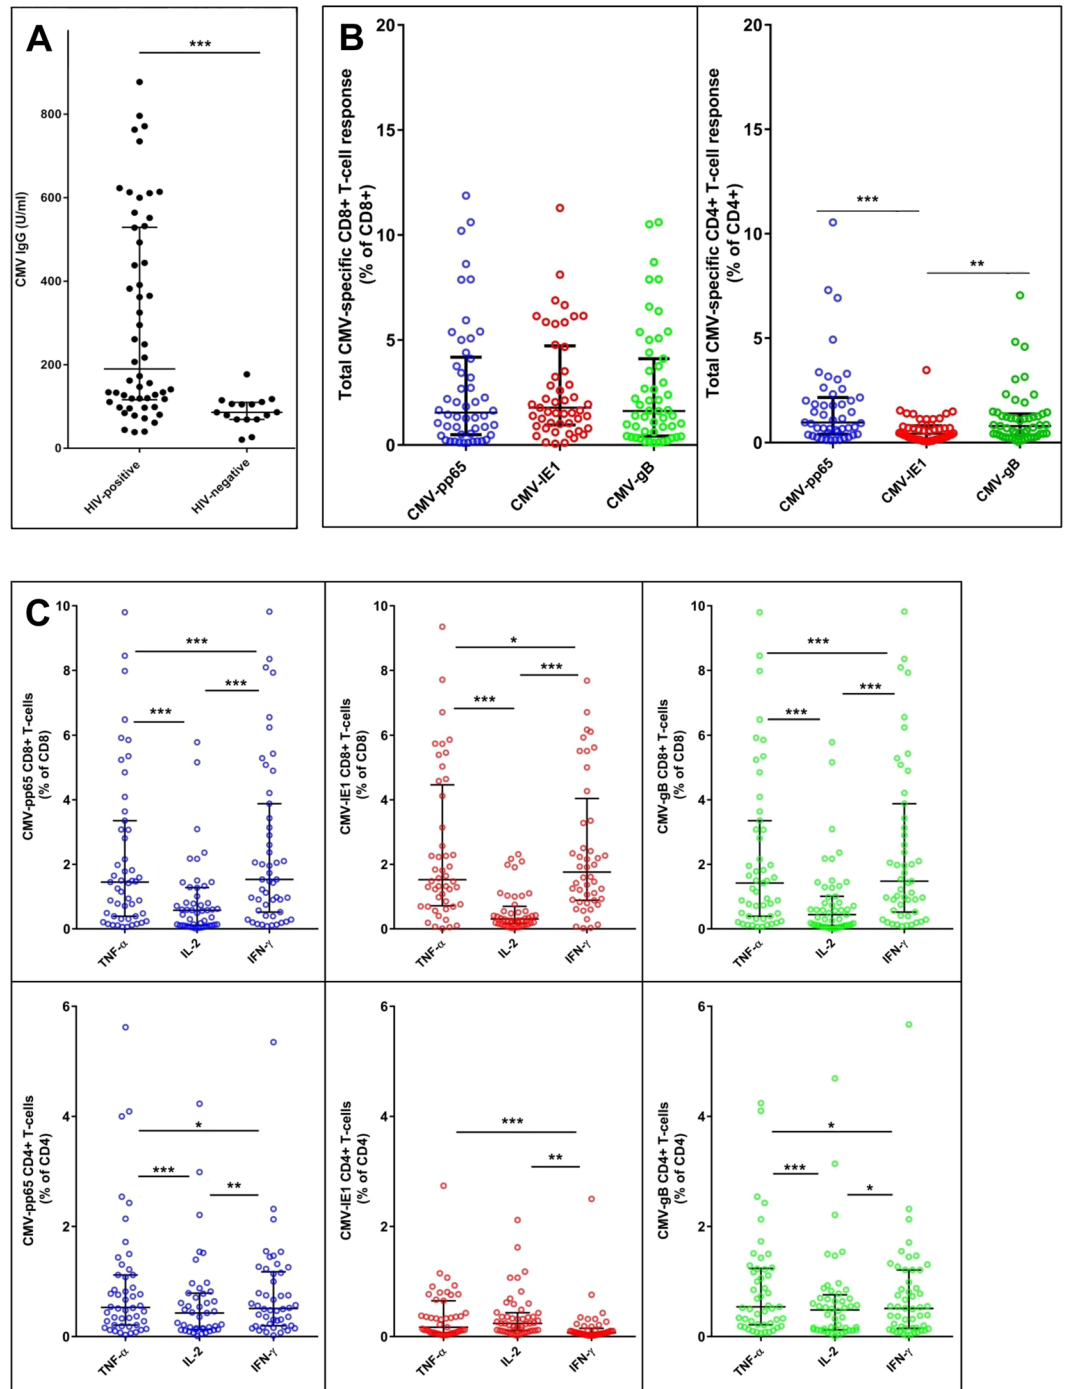 A
***
CMV IgG (U/ml)
800
600
400
200
0
HIV-positive
HIV-negative
B
Total CMV-specific CD8+ T-cell response
(% of CD8+)
20
15
10
5
0
CMV-pp65
CMV-IE1
CMV-gB
Total CMV-specific CD4+ T-cell response
(% of CD4+)
20
15
10
5
0
***
**
CMV-pp65
CMV-IE1
CMV-gB
C
CMV-pp65 CD8+ T-cells
(% of CD8)
10
8
6
4
2
0
***
***
***
TNF-α
IL-2
IFN-γ
CMV-IE1 CD8+ T-cells
(% of CD8)
10
8
6
4
2
0
*
***
***
TNF-α
IL-2
IFN-γ
CMV-gB CD8+ T-cells
(% of CD8)
10
8
6
4
2
0
***
***
***
TNF-α
IL-2
IFN-γ
CMV-pp65 CD4+ T-cells
(% of CD4)
6
4
2
0
*
***
**
TNF-α
IL-2
IFN-γ
CMV-IE1 CD4+ T-cells
(% of CD4)
6
4
2
0
***
**
TNF-α
IL-2
IFN-γ
CMV-gB CD4+ T-cells
(% of CD4)
6
4
2
0
*
***
*
TNF-α
IL-2
IFN-γ